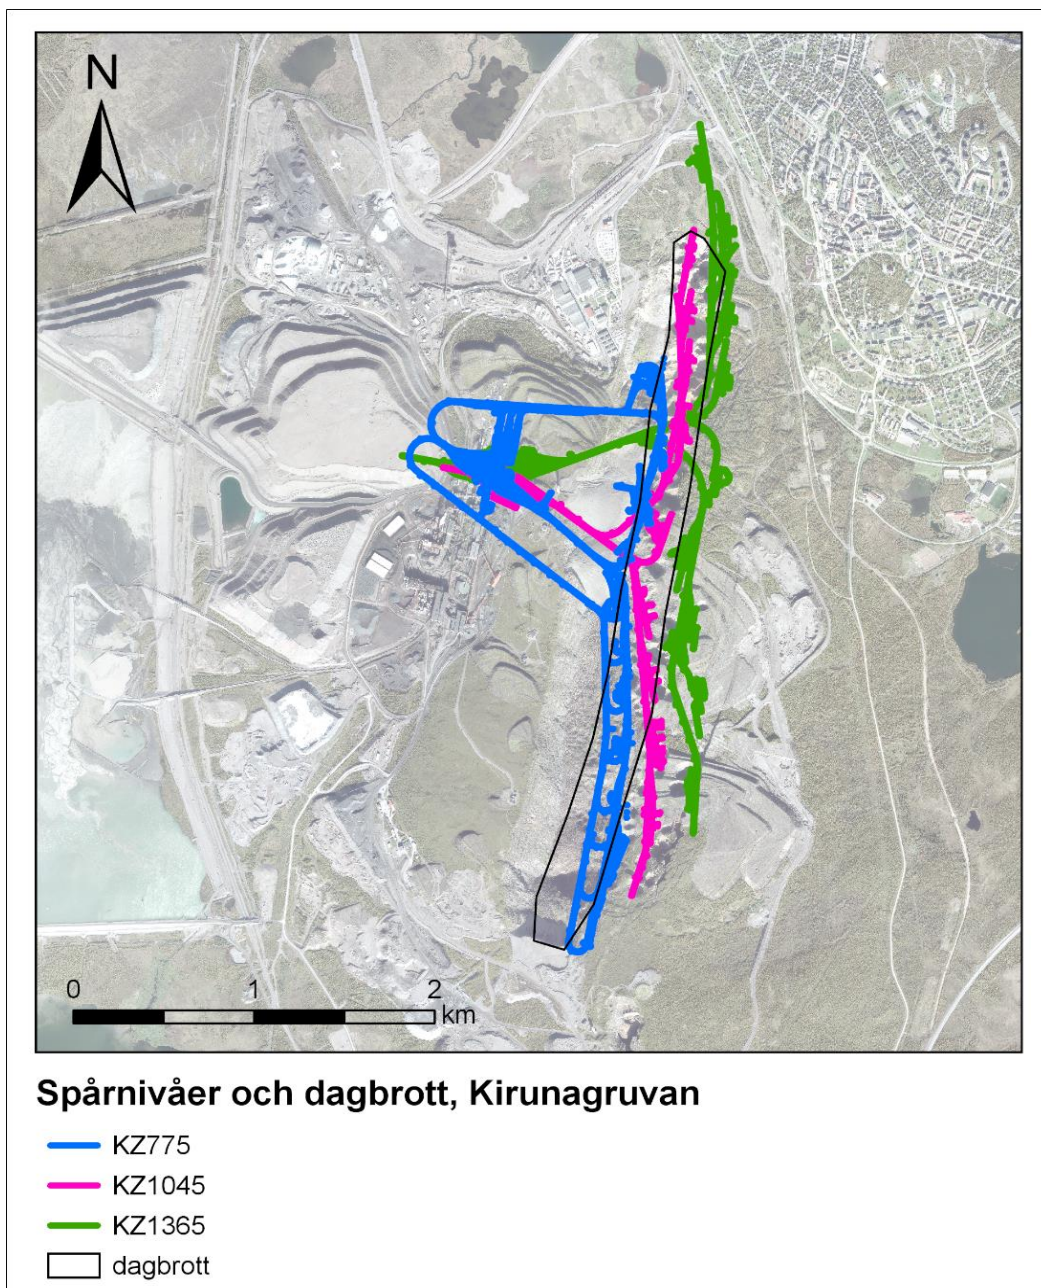 N
0 1 2
km
Spårnivåer och dagbrott, Kirunagruvan
KZ775
KZ1045
KZ1365
dagbrott